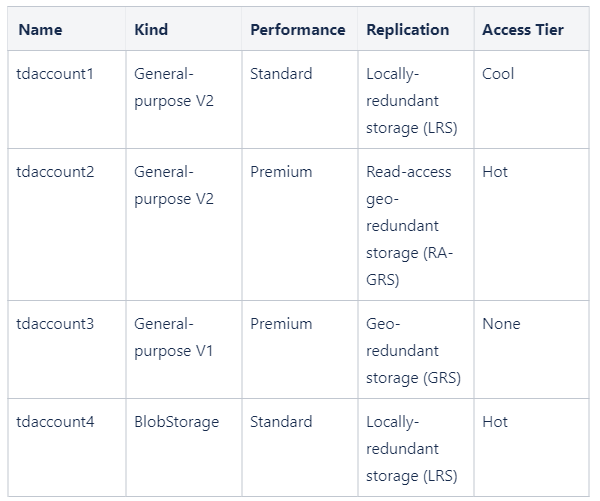 Name Kind Performance Replication Access Tier
tdaccount1 General- Standard Locally- Cool
purpose V2 redundant
storage (LRS)
tdaccount2 General- Premium Read-access Hot
purpose V2 geo-
redundant
storage (RA-
GRS)
tdaccount3 General- Premium Geo- None
purpose V1 redundant
storage (GRS)
tdaccount4 BlobStorage Standard Locally- Hot
redundant
storage (LRS)